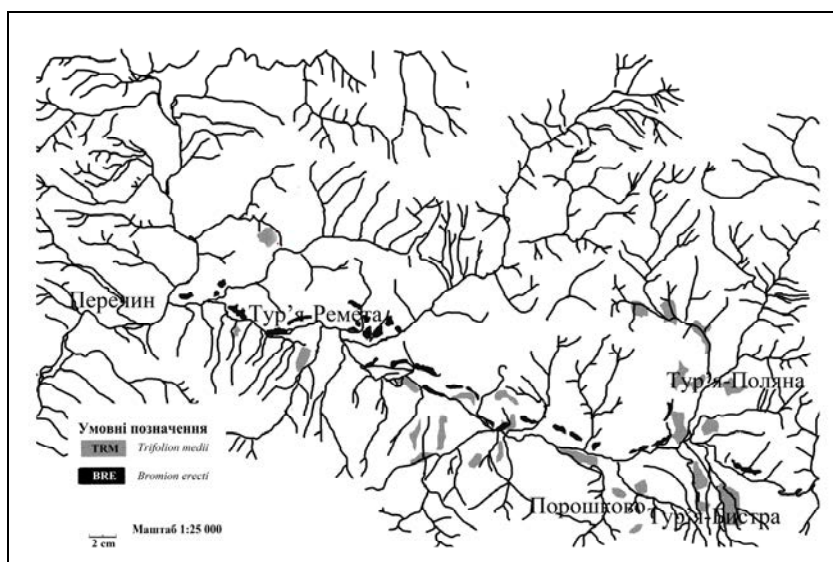 Перечин
Тур’я-Ремета
Тур’я-Поляна
Умовні позначення
TRM Trifolion medii
BRE Bromion erecti
Порошково
Тур’я-Бистра
Маштаб 1:25 000
2 cm